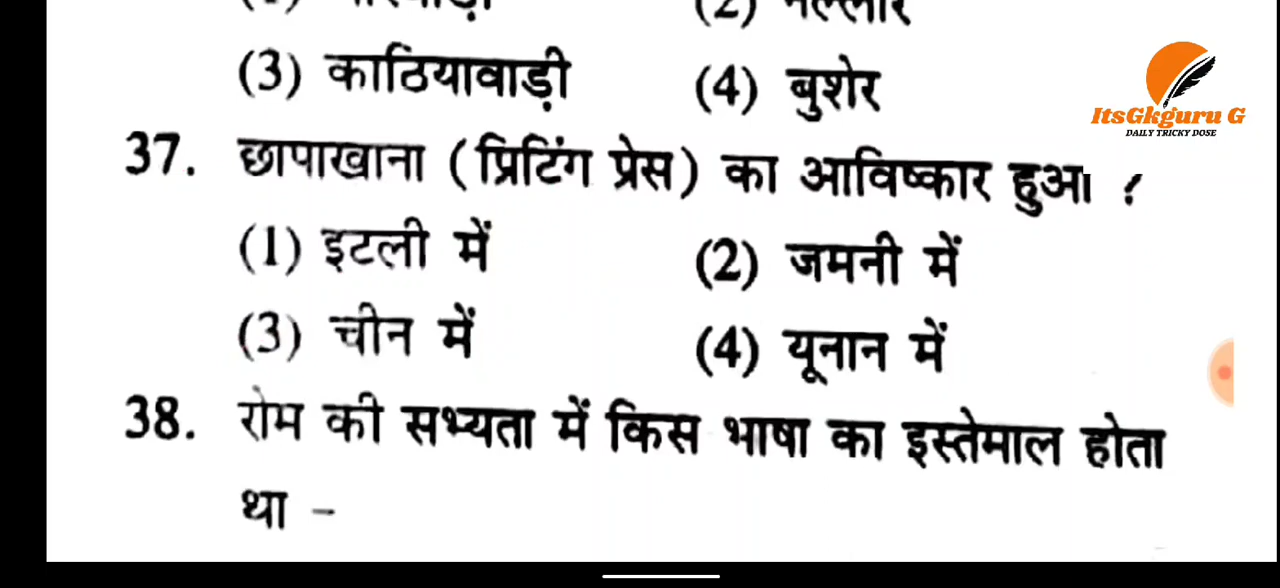 (3) काठियावाड़ी (4) बुशेर
ItsGkguru G
DAILY TRICKY DOSE
37. छापाखाना (प्रिटिंग प्रेस) का आविष्कार हुआ ?
(1) इटली में (2) जमनी में
(3) चीन में (4) यूनान में
38. रोम की सभ्यता में किस भाषा का इस्तेमाल होता
था –